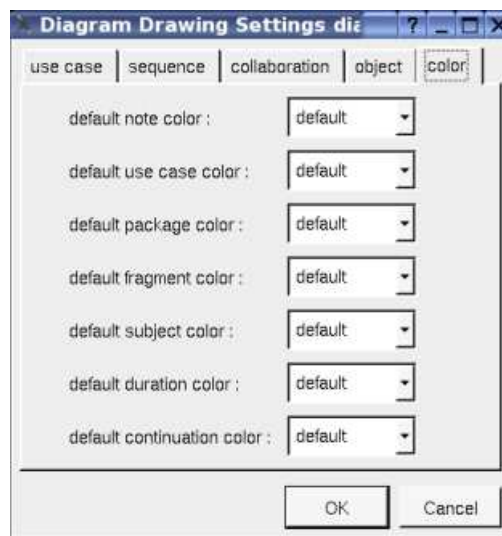 Diagram Drawing Settings dia
use case sequence collaboration object color
default note color : default
default use case color : default
default package color : default
default fragment color : default
default subject color : default
default duration color : default
default continuation color : default
OK Cancel